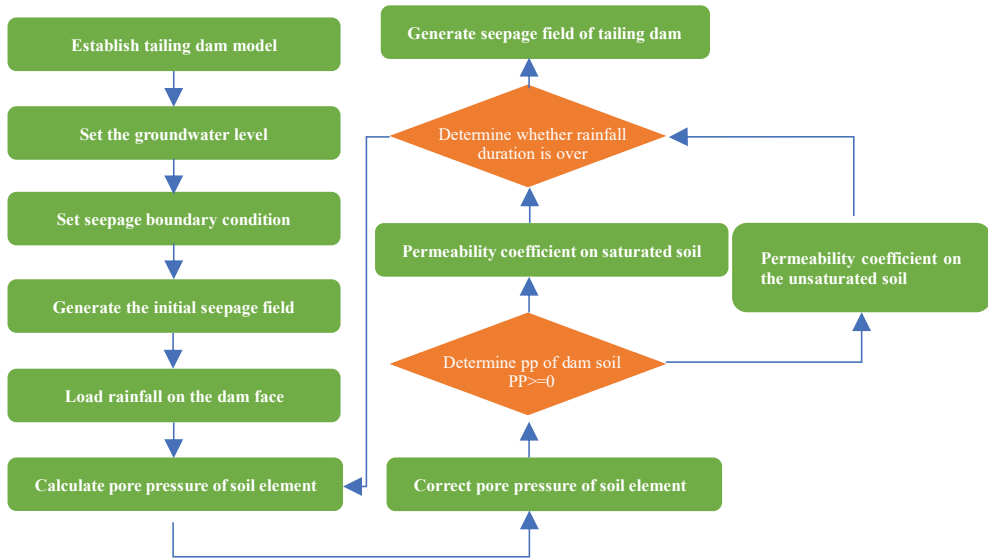 Establish tailing dam model
Set the groundwater level
Set seepage boundary condition
Generate the initial seepage field
Load rainfall on the dam face
Calculate pore pressure of soil element
Generate seepage field of tailing dam
Determine whether rainfall
duration is over
Permeability coefficient on saturated soil
Permeability coefficient on
the unsaturated soil
Determine pp of dam soil
PP>=0
Correct pore pressure of soil element